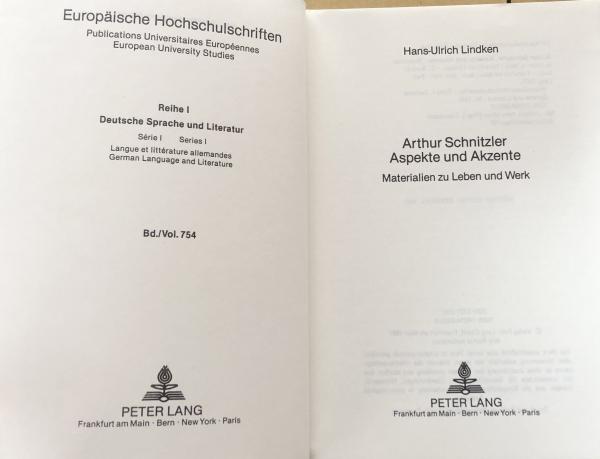 Europäische Hochschulschriften
Publications Universitaires Européennes
European University Studies
Reihe I
Deutsche Sprache und Literatur
Série I Series I
Langue et littérature allemandes
German Language and Literature
Bd./Vol. 754
PETER LANG
Frankfurt am Main · Bern · New York · Paris
Hans-Ulrich Lindken
Arthur Schnitzler
Aspekte und Akzente
Materialien zu Leben und Werk
PETER LANG
Frankfurt am Main · Bern · New York · Paris